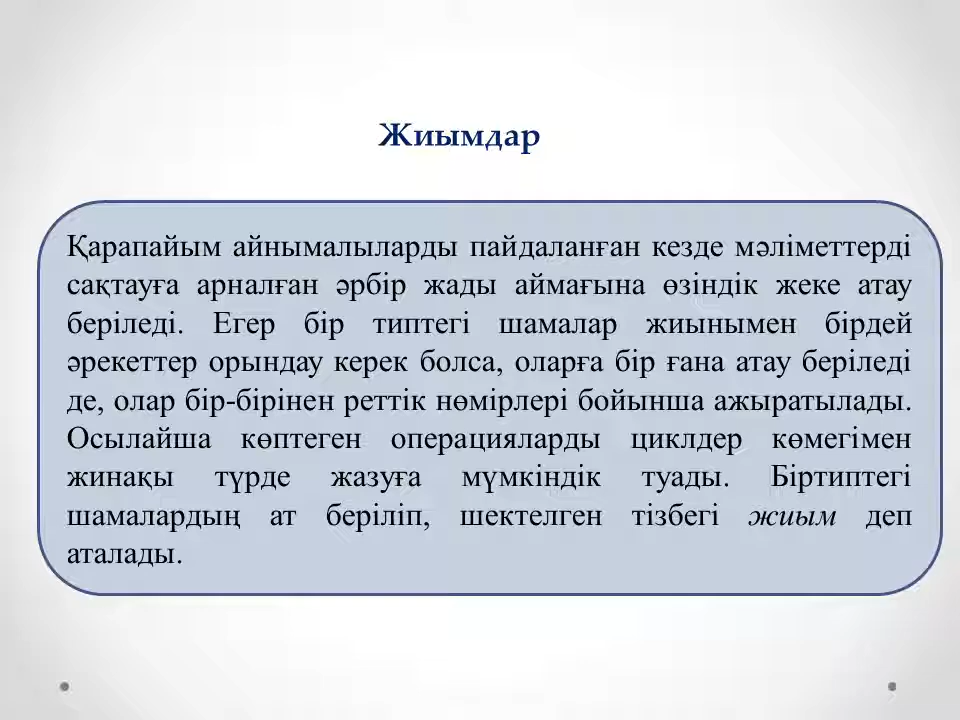 Жиымдар
Қарапайым айнымалыларды пайдаланған кезде мәліметтерді
сақтауға арналған әрбір жады аймағына өзіндік жеке атау
беріледі. Егер бір типтегі шамалар жиынымен бірдей
әрекеттер орындау керек болса, оларға бір ғана атау беріледі
де, олар бір-бірінен реттік нөмірлері бойынша ажыратылады.
Осылайша көптеген операцияларды циклдер көмегімен
жинақы түрде жазуға мүмкіндік туады. Біртиптегі
шамалардың ат беріліп, шектелген тізбегі жиым деп
аталады.